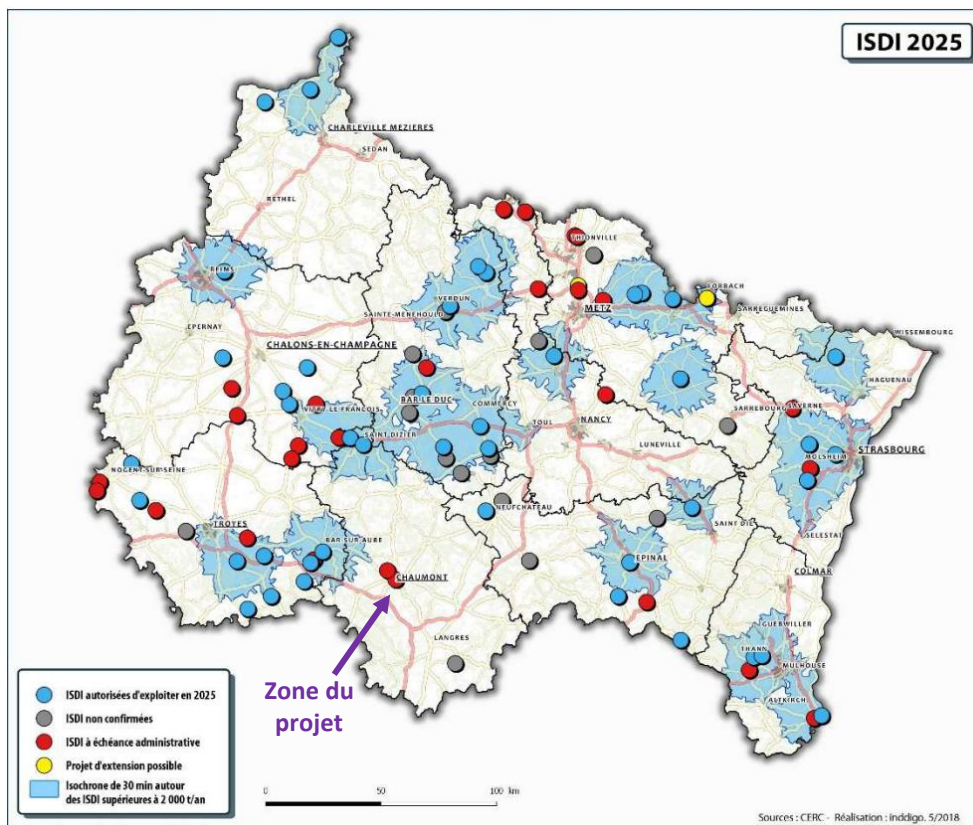 ISDI 2025
CHARLEVILLE MEZIERES
SEDAN
RETHEL
THIONVILLE
REIMS
VERDUN
FORBACH
SAINTE-MENEHOULD
METZ
SARREGUEMINES
EPERNAY
WISSEMBOURG
CHALONS-EN-CHAMPAGNE
HAGUENAU
BAR LE DUC
COMMERCY
VITRY-LE-FRANÇOIS
SARREBOURG
SAVERNE
TOUL
NANCY
SAINT DIZIER
LUNEVILLE
STRASBOURG
MOLSHEIM
NOGENT-SUR-SEINE
NEUFCHATEAU
SELESTAT
TROYES
SAINT DIE
BAR-SUR-AUBE
EPINAL
CHAUMONT
COLMAR
GUEBWILLER
LANGRES
THANN
MULHOUSE
ALTKIRCH
Zone du
projet
ISDI autorisées d'exploiter en 2025
ISDI non confirmées
ISDI à échéance administrative
Projet d'extension possible
Isochrone de 30 min autour
des ISDI supérieures à 2 000 t/an
0 50 100 km
Sources : CERC - Réalisation : inddigo. 5/2018